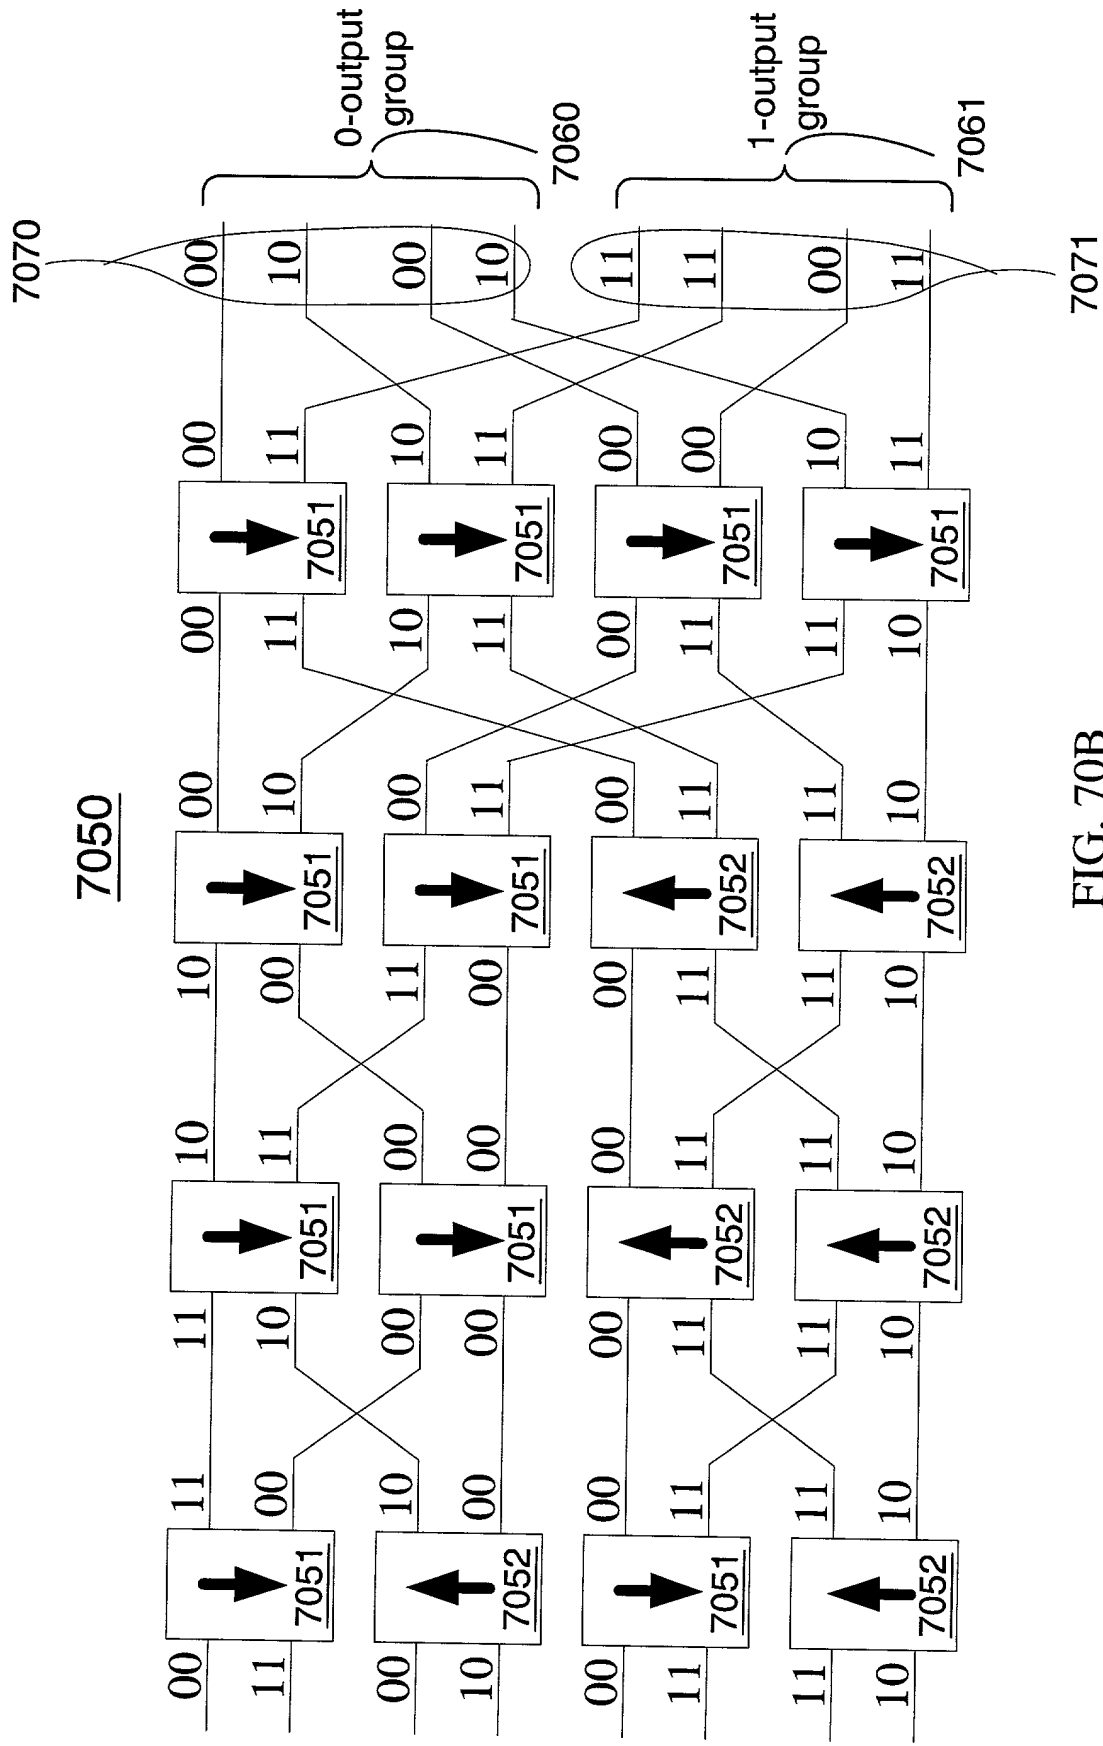 7070
7050
00 11 11 10 10 00 00 00 00
11 00 10 11 00 10 11 11 10
7051 7051 7051 7051
0-output
group
00 10 00 00 11 00 10 10 00
10 00 00 00 00 11 11 11 10
7052 7051 7051 7051
7060
00 00 00 00 00 00 00 00 11
11 11 11 11 11 11 11 00 11
7051 7052 7052 7051
1-output
group
11 11 11 11 11 11 11 10 00
10 10 10 10 10 10 10 11 11
7052 7052 7052 7051
7061
7071
FIG. 70B